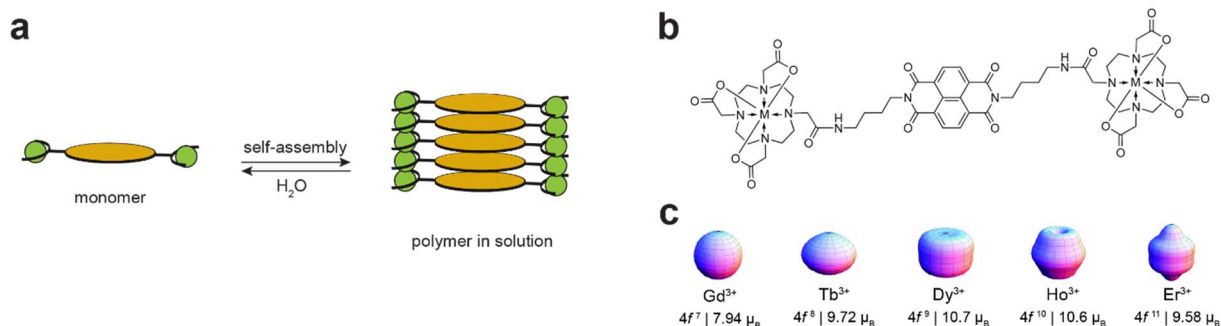 a
self-assembly
H₂O
monomer
polymer in solution
b
O
O
O
O
N
N
M
N
N
O
O
N
H
O
O
N
O
O
N
O
H
N
O
O
O
O
O
N
N
M
N
N
O
O
c
Gd³⁺
4f⁷ | 7.94 μB
Tb³⁺
4f⁸ | 9.72 μB
Dy³⁺
4f⁹ | 10.7 μB
Ho³⁺
4f¹⁰ | 10.6 μB
Er³⁺
4f¹¹ | 9.58 μB